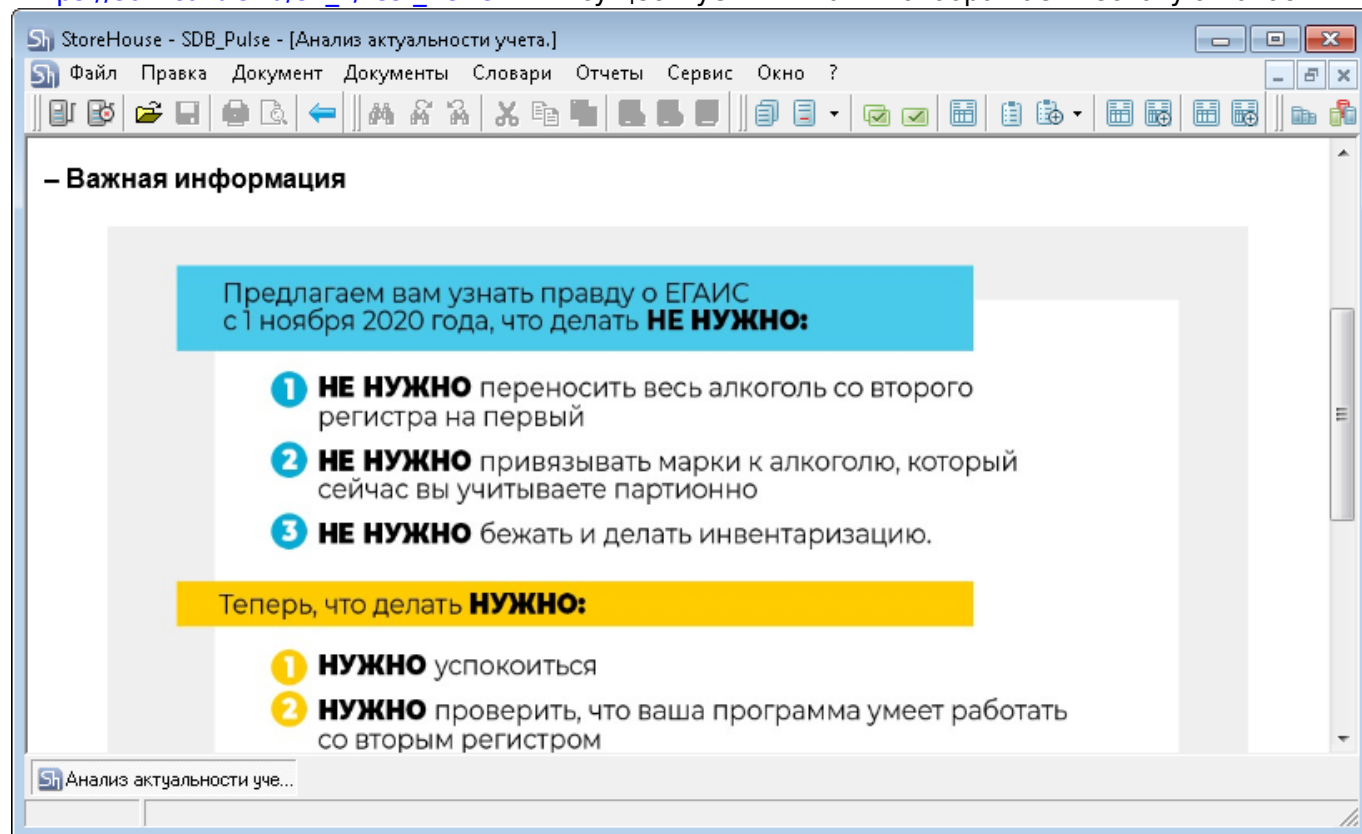 StoreHouse - SDB_Pulse - [Анализ актуальности учета.]
Файл Правка Документ Документы Словари Отчеты Сервис Окно ?
– Важная информация
Предлагаем вам узнать правду о ЕГАИС
с 1 ноября 2020 года, что делать НЕ НУЖНО:
1 НЕ НУЖНО переносить весь алкоголь со второго
регистра на первый
2 НЕ НУЖНО привязывать марки к алкоголю, который
сейчас вы учитываете партионно
3 НЕ НУЖНО бежать и делать инвентаризацию.
Теперь, что делать НУЖНО:
1 НУЖНО успокоиться
2 НУЖНО проверить, что ваша программа умеет работать
со вторым регистром
Sh Анализ актуальности уче...